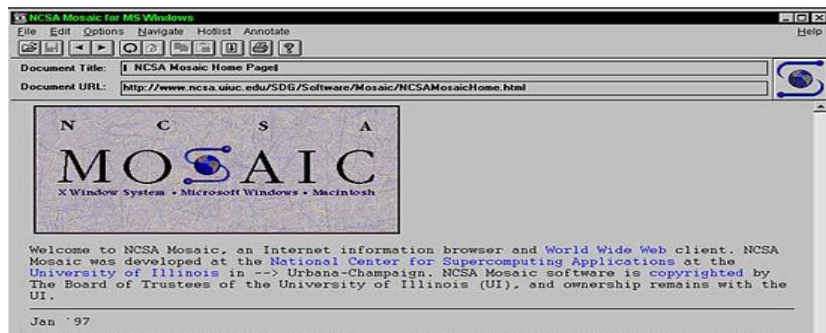 NCSA Mosaic for MS Windows
File Edit Options Navigate Hotlist Annotate Help
Document Title: NCSA Mosaic Home Page
Document URL: http://www.ncsa.uiuc.edu/SDG/Software/Mosaic/NCSAMosaicHome.html
N C S A
MOSAIC
X Window System • Microsoft Windows • Macintosh
Welcome to NCSA Mosaic, an Internet information browser and World Wide Web client. NCSA
Mosaic was developed at the National Center for Supercomputing Applications at the
University of Illinois in --> Urbana-Champaign. NCSA Mosaic software is copyrighted by
The Board of Trustees of the University of Illinois (UI), and ownership remains with the
UI.
Jan `97